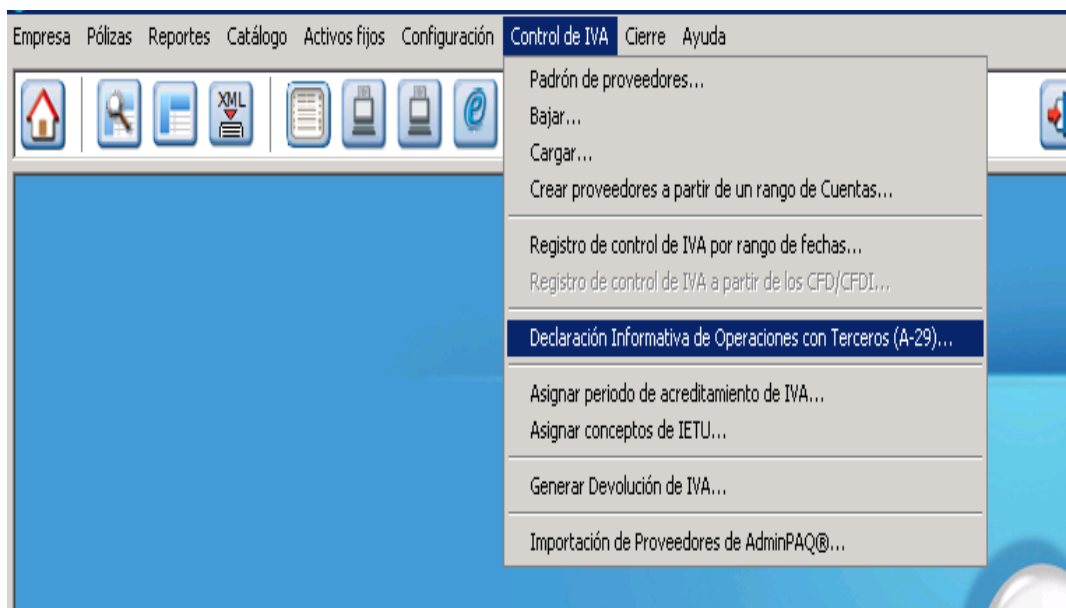 Empresa Pólizas Reportes Catálogo Activos fijos Configuración Control de IVA Cierre Ayuda
XML
Padrón de proveedores...
Bajar...
Cargar...
Crear proveedores a partir de un rango de Cuentas...
Registro de control de IVA por rango de fechas...
Registro de control de IVA a partir de los CFD/CFDI...
Declaración Informativa de Operaciones con Terceros (A-29)...
Asignar periodo de acreditamiento de IVA...
Asignar conceptos de IETU...
Generar Devolución de IVA...
Importación de Proveedores de AdminPAQ®...